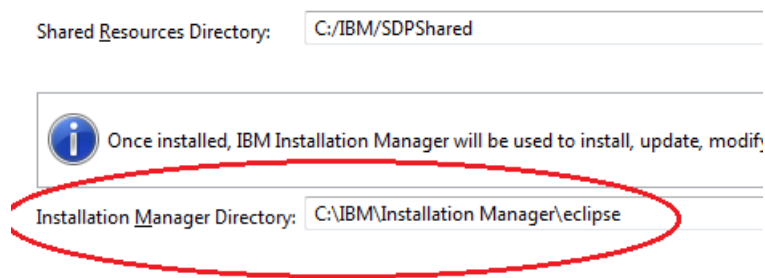 Shared Resources Directory: C:/IBM/SDPShared
Once installed, IBM Installation Manager will be used to install, update, modify
Installation Manager Directory: C:\IBM\Installation Manager\eclipse